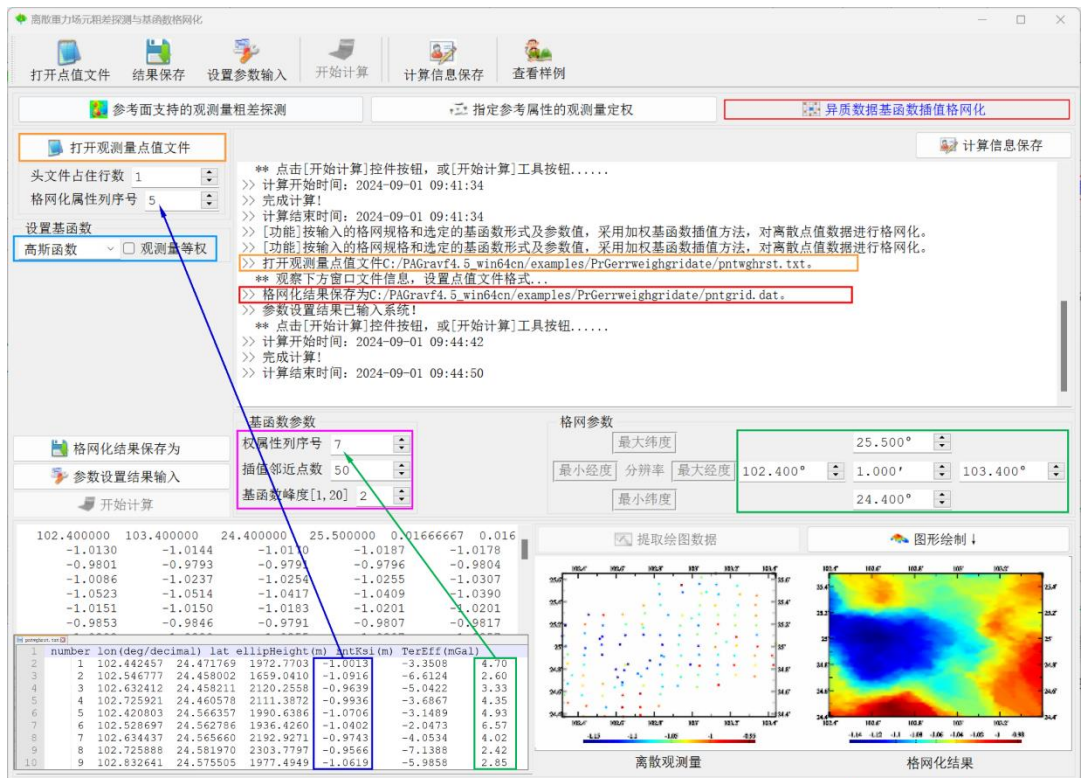 离散重力场元粗差探测与基函数格网化
打开点值文件 结果保存 设置参数输入 开始计算 计算信息保存 查看样例
参考面支持的观测量粗差探测 指定参考属性的观测量定权 异质数据基函数插值格网化
打开观测量点值文件 计算信息保存
头文件占住行数 1
格网化属性列序号 5
设置基函数
高斯函数 观测量等权
** 点击[开始计算]控件按钮，或[开始计算]工具按钮......
>> 计算开始时间：2024-09-01 09:41:34
>> 完成计算！
>> 计算结束时间：2024-09-01 09:41:34
>> [功能]按输入的格网规格和选定的基函数形式及参数值，采用加权基函数插值方法，对离散点值数据进行格网化。
>> [功能]按输入的格网规格和选定的基函数形式及参数值，采用加权基函数插值方法，对离散点值数据进行格网化。
>> 打开观测量点值文件C:/PAGravf4.5_win64cn/examples/PrGerrweighgridate/pntwghrst.txt。
** 观察下方窗口文件信息，设置点值文件格式...
>> 格网化结果保存为C:/PAGravf4.5_win64cn/examples/PrGerrweighgridate/pntgrid.dat。
>> 参数设置结果已输入系统！
** 点击[开始计算]控件按钮，或[开始计算]工具按钮......
>> 计算开始时间：2024-09-01 09:44:42
>> 完成计算！
>> 计算结束时间：2024-09-01 09:44:50
格网化结果保存为
参数设置结果输入
开始计算
基函数参数
权属性列序号 7
插值邻近点数 50
基函数峰度[1,20] 2
格网参数
最大纬度 25.500°
最小经度 分辨率 最大经度 102.400° 1.000′ 103.400°
最小纬度 24.400°
提取绘图数据 图形绘制↓
102.400000 103.400000 24.400000 25.500000 0.01666667 0.016
-1.0130 -1.0144 -1.0170 -1.0187 -1.0178
-0.9801 -0.9793 -0.9791 -0.9796 -0.9804
-1.0086 -1.0237 -1.0254 -1.0255 -1.0307
-1.0523 -1.0514 -1.0417 -1.0409 -1.0390
-1.0151 -1.0150 -1.0183 -1.0201 -1.0201
-0.9853 -0.9846 -0.9791 -0.9807 -0.9817
pntwghrst.txt
1 number lon(deg/decimal) lat ellipHeight(m) pntKsi(m) TerEff(mGal)
2 1 102.442457 24.471769 1972.7703 -1.0013 -3.3508 4.70
3 2 102.546777 24.458002 1659.0410 -1.0916 -6.6124 2.60
4 3 102.632412 24.458211 2120.2558 -0.9639 -5.0422 3.33
5 4 102.725921 24.460578 2111.3872 -0.9936 -3.6867 4.35
6 5 102.420803 24.566357 1990.6386 -1.0706 -3.1489 4.93
7 6 102.528697 24.562786 1936.4260 -1.0402 -2.0473 6.57
8 7 102.634437 24.565660 2192.9271 -0.9743 -4.0534 4.02
9 8 102.725888 24.581970 2303.7797 -0.9566 -7.1388 2.42
10 9 102.832641 24.575505 1977.4949 -1.0619 -5.9858 2.85
离散观测量 格网化结果